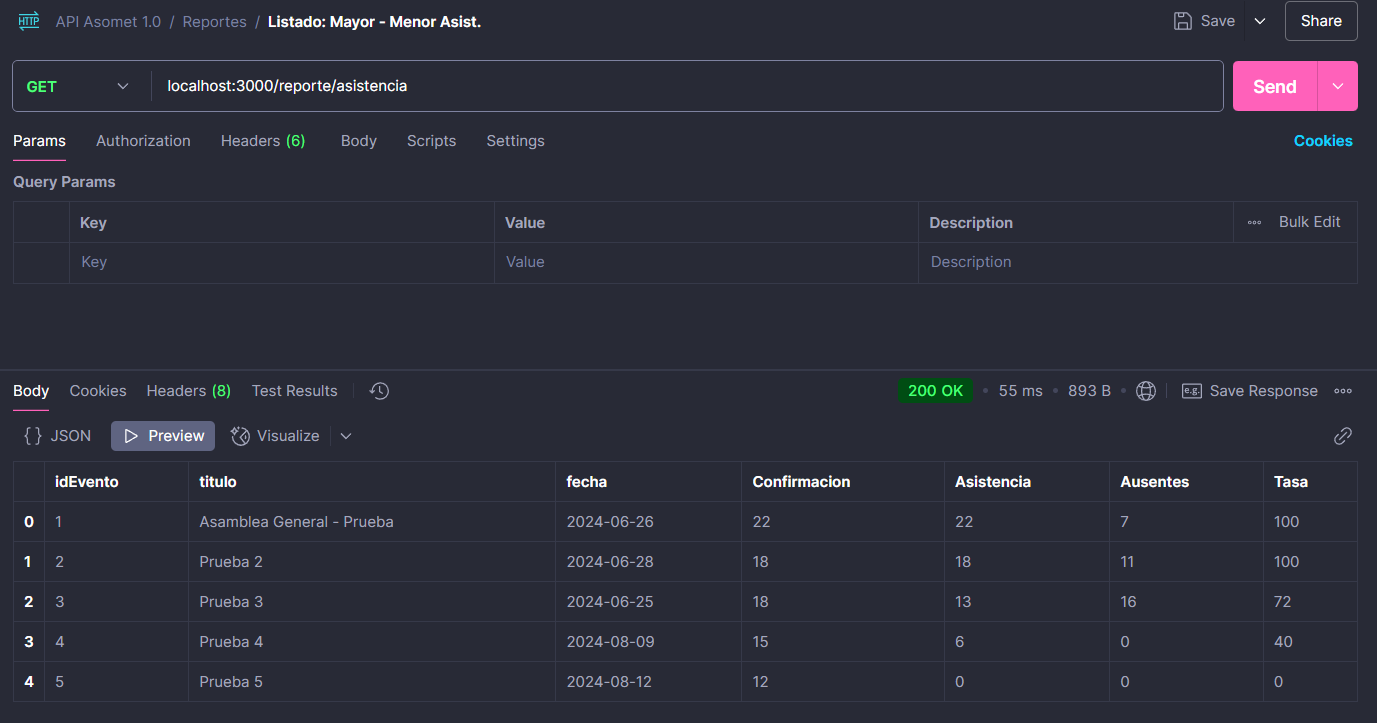 HTTP API Asomet 1.0 / Reportes / Listado: Mayor - Menor Asist. Save Share
GET localhost:3000/reporte/asistencia Send
Params Authorization Headers (6) Body Scripts Settings Cookies
Query Params
Key Value Description Bulk Edit
Key Value Description
Body Cookies Headers (8) Test Results 200 OK • 55 ms • 893 B • e.g. Save Response
{} JSON Preview Visualize
idEvento titulo fecha Confirmacion Asistencia Ausentes Tasa
0 1 Asamblea General - Prueba 2024-06-26 22 22 7 100
1 2 Prueba 2 2024-06-28 18 18 11 100
2 3 Prueba 3 2024-06-25 18 13 16 72
3 4 Prueba 4 2024-08-09 15 6 0 40
4 5 Prueba 5 2024-08-12 12 0 0 0